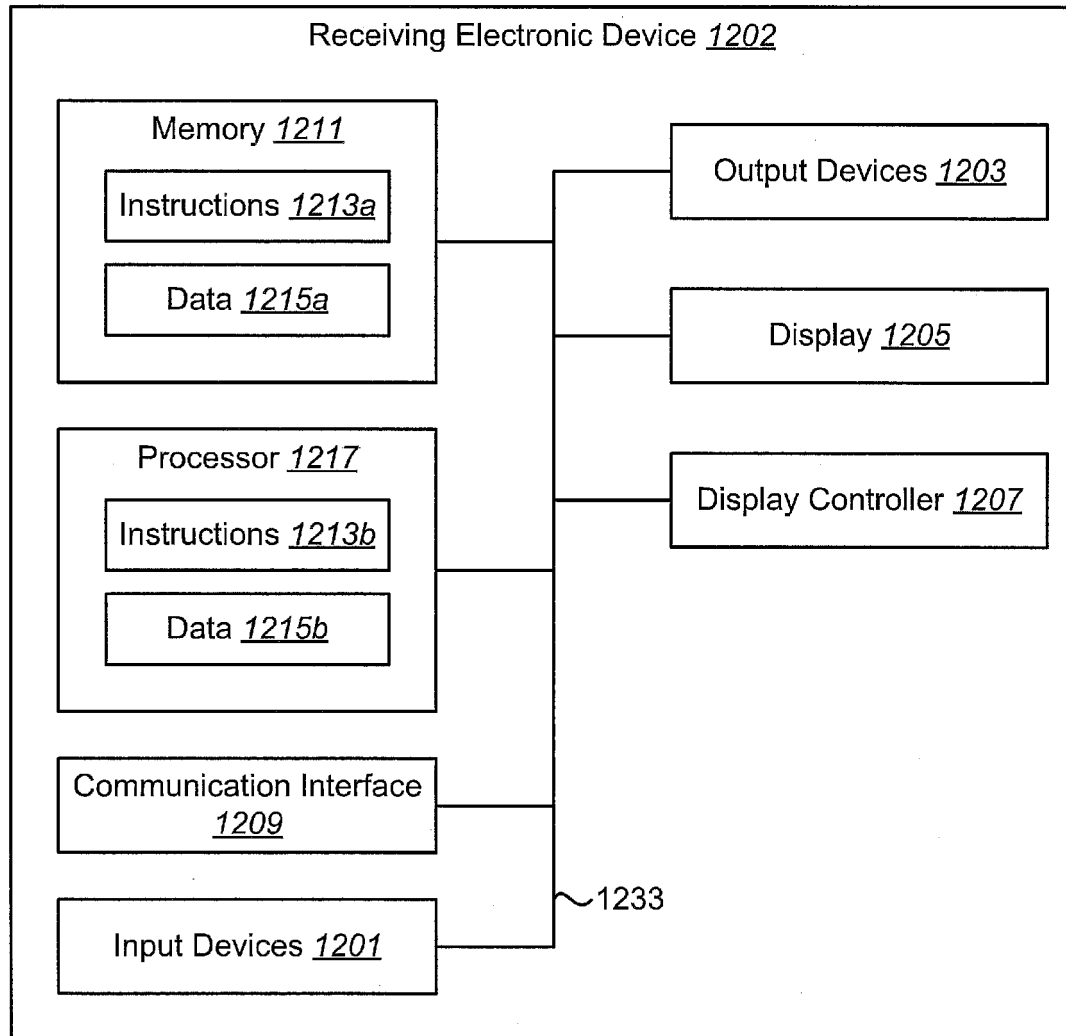 Receiving Electronic Device 1202
Memory 1211
Instructions 1213a
Data 1215a
Processor 1217
Instructions 1213b
Data 1215b
Communication Interface
1209
Input Devices 1201
Output Devices 1203
Display 1205
Display Controller 1207
1233